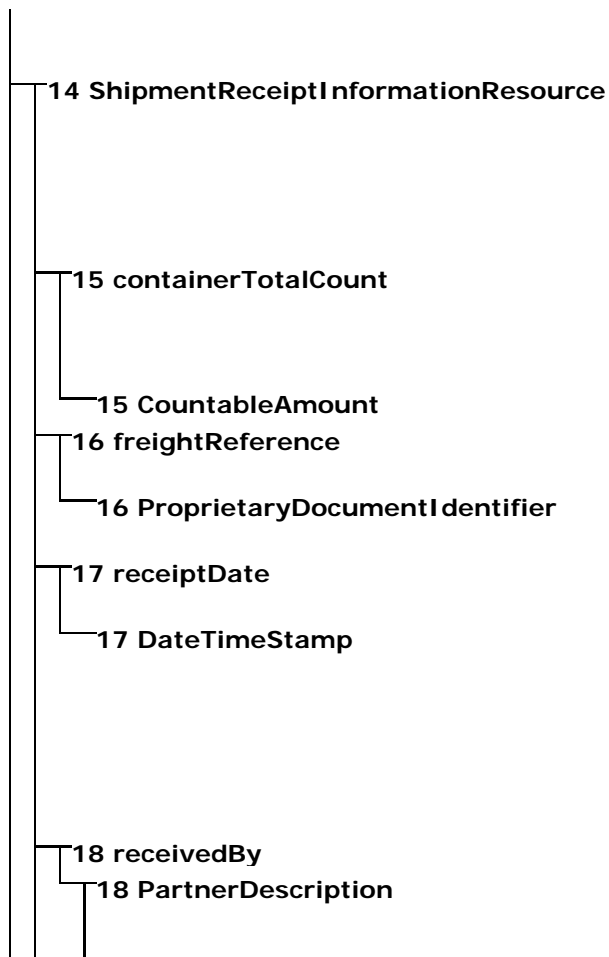 14 ShipmentReceiptInformationResource
15 containerTotalCount
15 CountableAmount
16 freightReference
16 ProprietaryDocumentIdentifier
17 receiptDate
17 DateTimeStamp
18 receivedBy
18 PartnerDescription